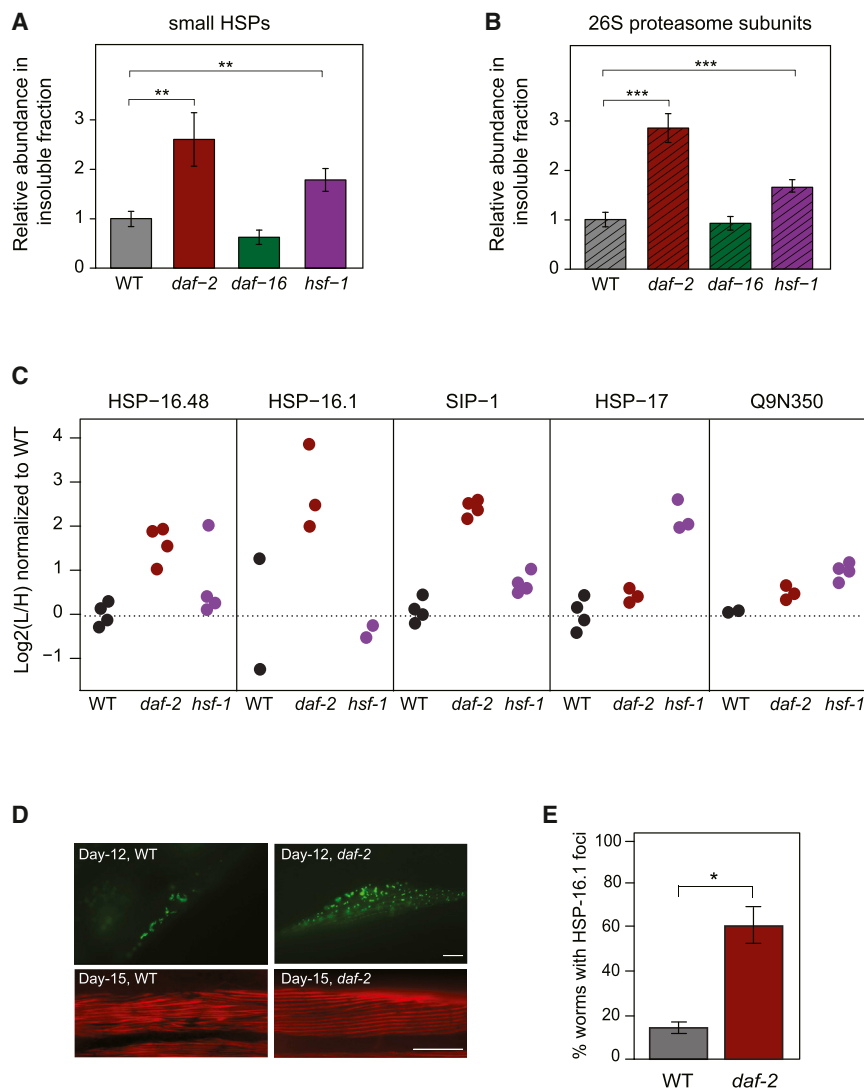 A
small HSPs
Relative abundance in
insoluble fraction
0
1
2
3
**
**
WT
daf−2
daf−16
hsf−1
B
26S proteasome subunits
Relative abundance in
insoluble fraction
0
1
2
3
***
***
WT
daf−2
daf−16
hsf−1
C
HSP−16.48
HSP−16.1
SIP−1
HSP−17
Q9N350
Log2(L/H) normalized to WT
4
3
2
1
0
−1
WT daf-2 hsf-1
WT daf-2 hsf-1
WT daf-2 hsf-1
WT daf-2 hsf-1
WT daf-2 hsf-1
D
Day-12, WT
Day-12, daf-2
Day-15, WT
Day-15, daf-2
E
% worms with HSP-16.1 foci
100
80
60
40
20
0
*
WT
daf-2